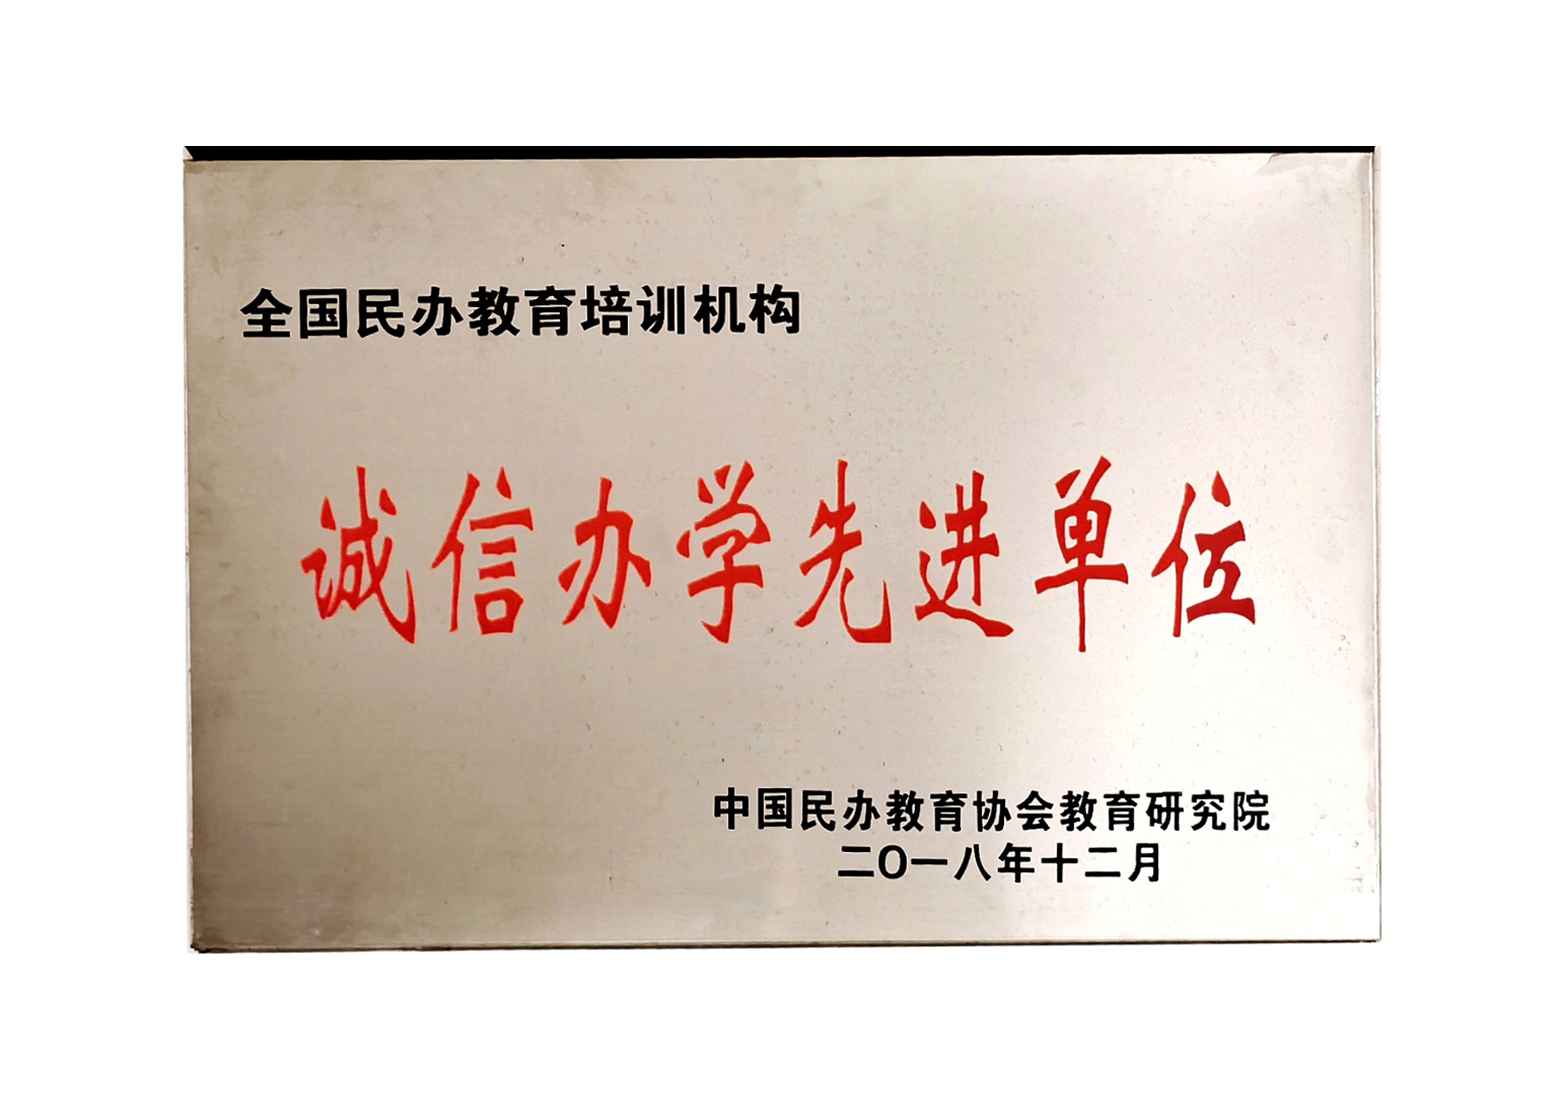 全国民办教育培训机构
诚信办学先进单位
中国民办教育协会教育研究院
二〇一八年十二月